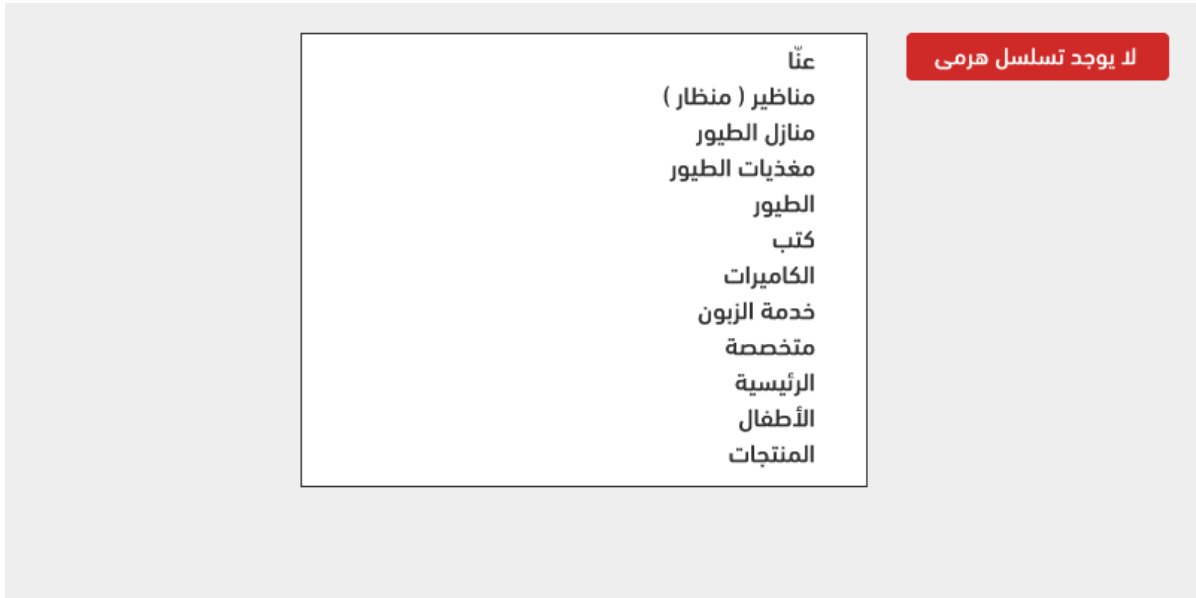 لا يوجد تسلسل هرمى
عنّا
مناظير ( منظار )
منازل الطيور
مغذيات الطيور
الطيور
كتب
الكاميرات
خدمة الزبون
متخصصة
الرئيسية
الأطفال
المنتجات